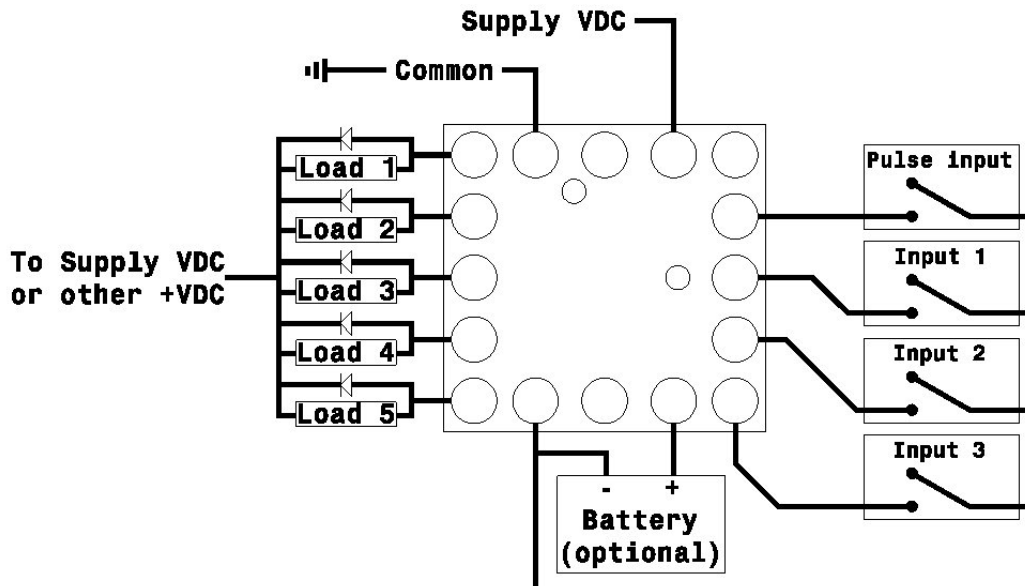 Supply VDC
Common
Load 1
Load 2
Load 3
Load 4
Load 5
To Supply VDC
or other +VDC
Pulse input
Input 1
Input 2
Input 3
- +
Battery
(optional)